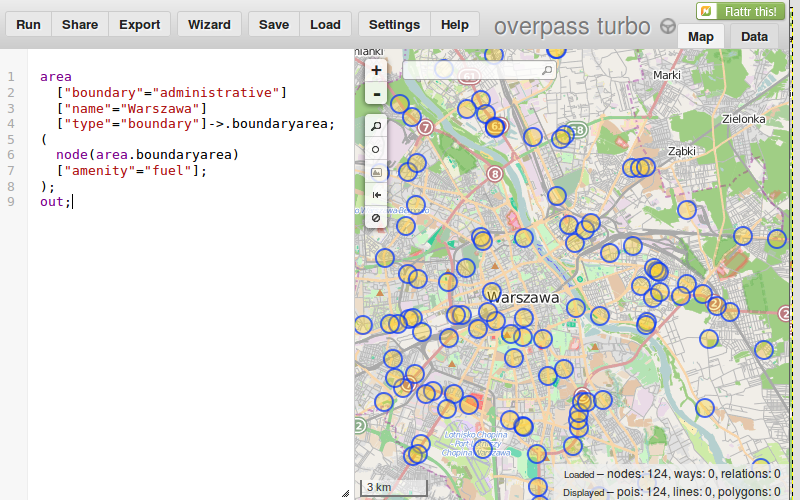 Run Share Export Wizard Save Load Settings Help overpass turbo Flattr this!
Map Data
1 area
2 ["boundary"="administrative"]
3 ["name"="Warszawa"]
4 ["type"="boundary"]->.boundaryarea;
5 (
6 node(area.boundaryarea)
7 ["amenity"="fuel"];
8 );
9 out;
+
-
Marki
Zielonka
Ząbki
7
8
Warszawa
2
Lotnisko Chopina
Chopina Warszawa
3 km
Loaded – nodes: 124, ways: 0, relations: 0
Displayed – pois: 124, lines: 0, polygons: 0